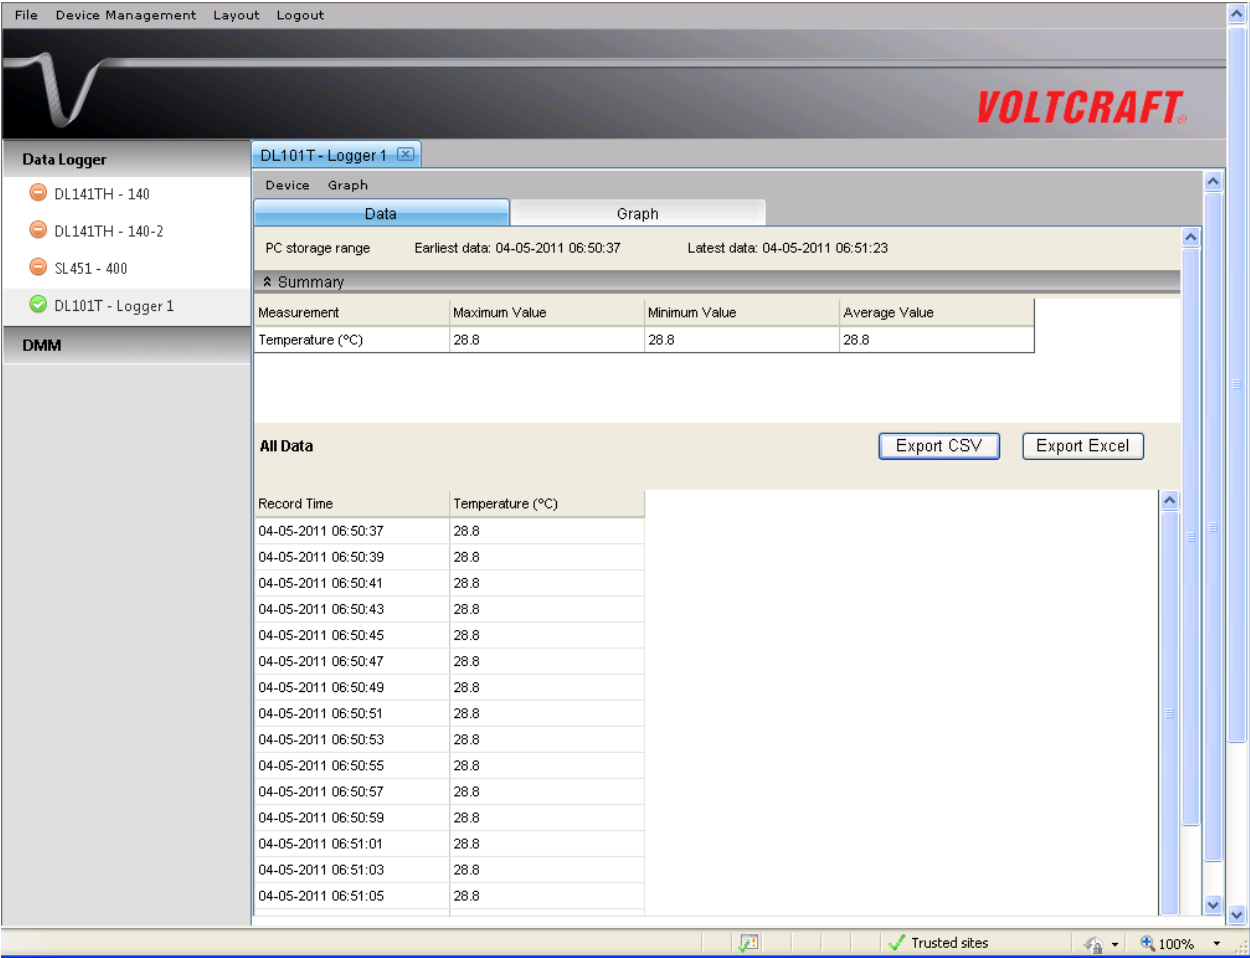 File Device Management Layout Logout
VOLTCRAFT®
Data Logger
DL141TH - 140
DL141TH - 140-2
SL451 - 400
DL101T - Logger 1
DMM
DL101T - Logger 1
Device Graph
Data Graph
PC storage range Earliest data: 04-05-2011 06:50:37 Latest data: 04-05-2011 06:51:23
Summary
Measurement Maximum Value Minimum Value Average Value
Temperature (°C) 28.8 28.8 28.8
All Data Export CSV Export Excel
Record Time Temperature (°C)
04-05-2011 06:50:37 28.8
04-05-2011 06:50:39 28.8
04-05-2011 06:50:41 28.8
04-05-2011 06:50:43 28.8
04-05-2011 06:50:45 28.8
04-05-2011 06:50:47 28.8
04-05-2011 06:50:49 28.8
04-05-2011 06:50:51 28.8
04-05-2011 06:50:53 28.8
04-05-2011 06:50:55 28.8
04-05-2011 06:50:57 28.8
04-05-2011 06:50:59 28.8
04-05-2011 06:51:01 28.8
04-05-2011 06:51:03 28.8
04-05-2011 06:51:05 28.8
Trusted sites 100%